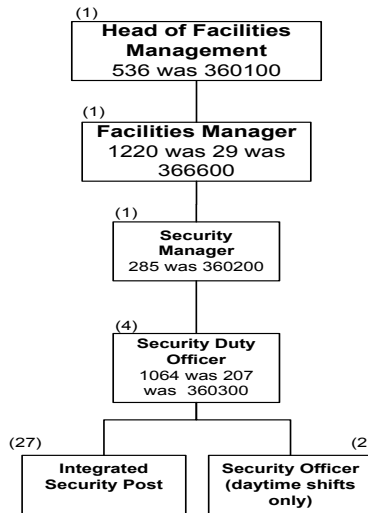 (1)
Head of Facilities
Management
536 was 360100
(1)
Facilities Manager
1220 was 29 was
366600
(1)
Security
Manager
285 was 360200
(4)
Security Duty
Officer
1064 was 207
was 360300
(27)
Integrated
Security Post
(2
Security Officer
(daytime shifts
only)